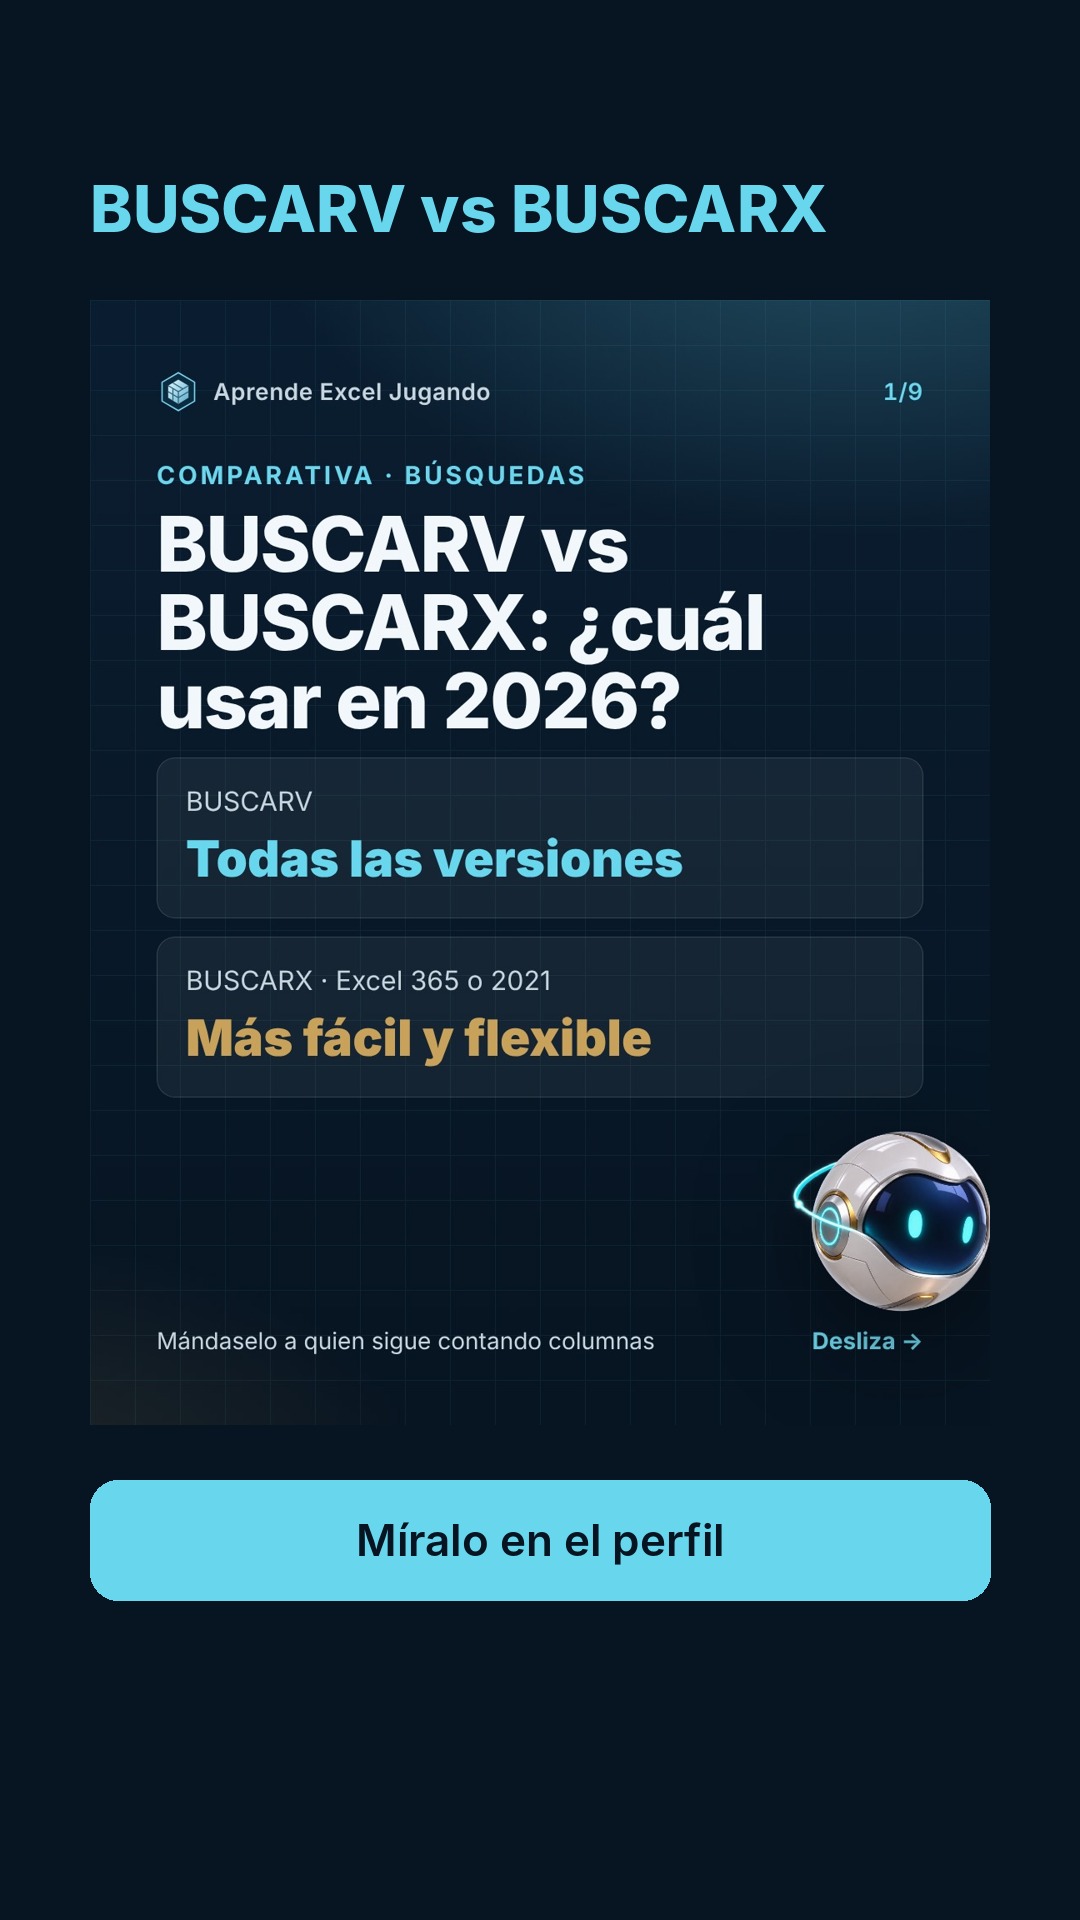 BUSCARV vs BUSCARX
Aprende Excel Jugando
1/9
COMPARATIVA · BÚSQUEDAS
BUSCARV vs
BUSCARX: ¿cuál
usar en 2026?
BUSCARV
Todas las versiones
BUSCARX · Excel 365 o 2021
Más fácil y flexible
Mándaselo a quien sigue contando columnas
Desliza →
Míralo en el perfil